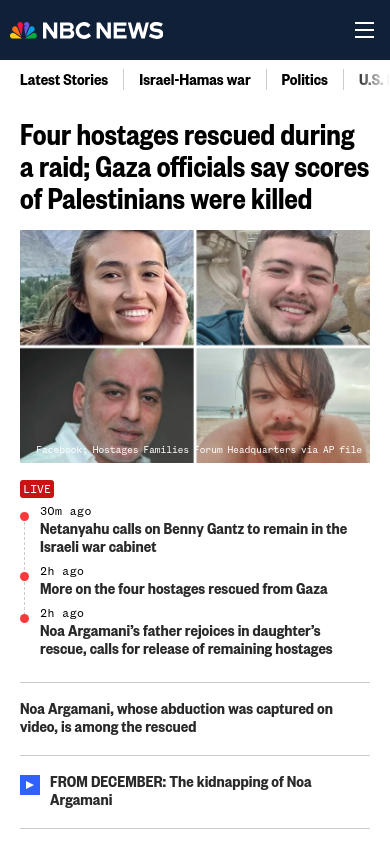 NBC NEWS
Latest Stories
Israel-Hamas war
Politics
U.S.
Four hostages rescued during
a raid; Gaza officials say scores
of Palestinians were killed
Facebook; Hostages Families Forum Headquarters via AP file
LIVE
30m ago
Netanyahu calls on Benny Gantz to remain in the
Israeli war cabinet
2h ago
More on the four hostages rescued from Gaza
2h ago
Noa Argamani’s father rejoices in daughter’s
rescue, calls for release of remaining hostages
Noa Argamani, whose abduction was captured on
video, is among the rescued
FROM DECEMBER: The kidnapping of Noa
Argamani